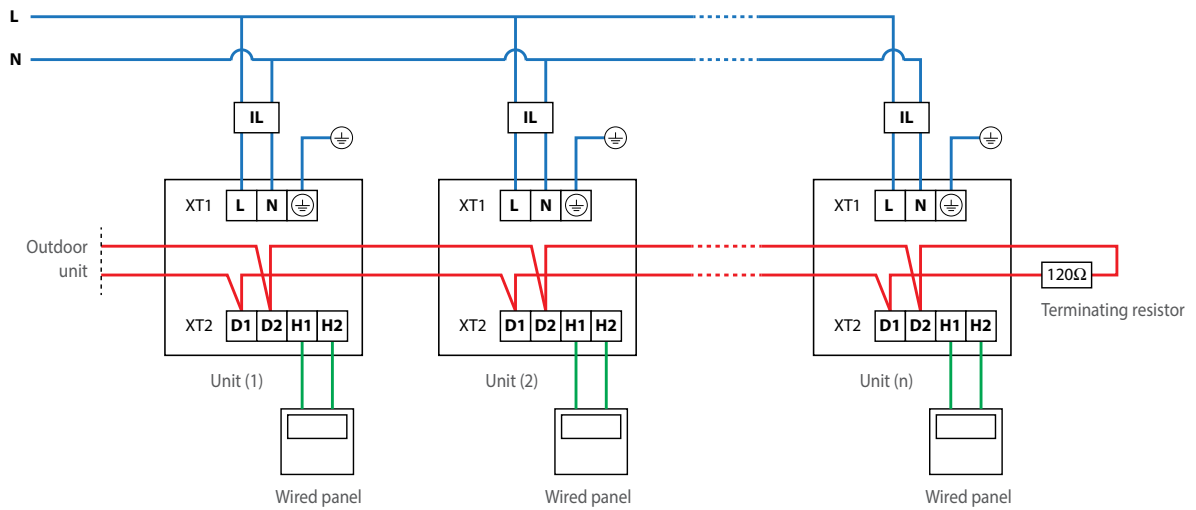 L
N
IL IL IL
XT1 L N XT1 L N XT1 L N
Outdoor
unit
120Ω
Terminating resistor
XT2 D1 D2 H1 H2 XT2 D1 D2 H1 H2 XT2 D1 D2 H1 H2
Unit (1) Unit (2) Unit (n)
Wired panel Wired panel Wired panel